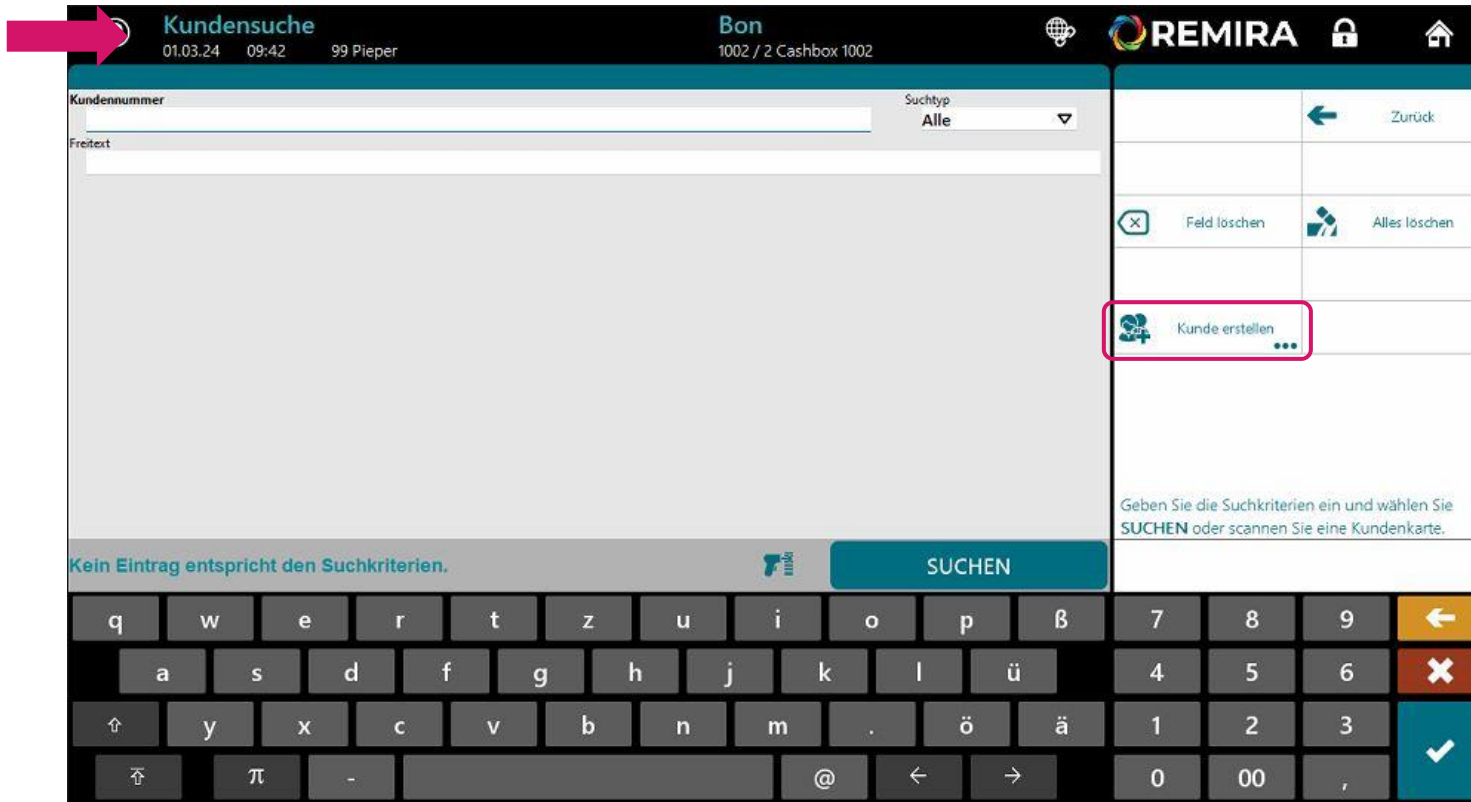 Kundensuche
01.03.24 09:42 99 Pieper
Bon
1002 / 2 Cashbox 1002
REMIRA
Kundennummer
Suchtyp
Alle
Freitext
Zurück
Feld löschen
Alles löschen
Kunde erstellen
Geben Sie die Suchkriterien ein und wählen Sie
SUCHEN oder scannen Sie eine Kundenkarte.
Kein Eintrag entspricht den Suchkriterien.
SUCHEN
q w e r t z u i o p ß 7 8 9
a s d f g h j k l ü 4 5 6
y x c v b n m . ö ä 1 2 3
π - @ 0 00 ,